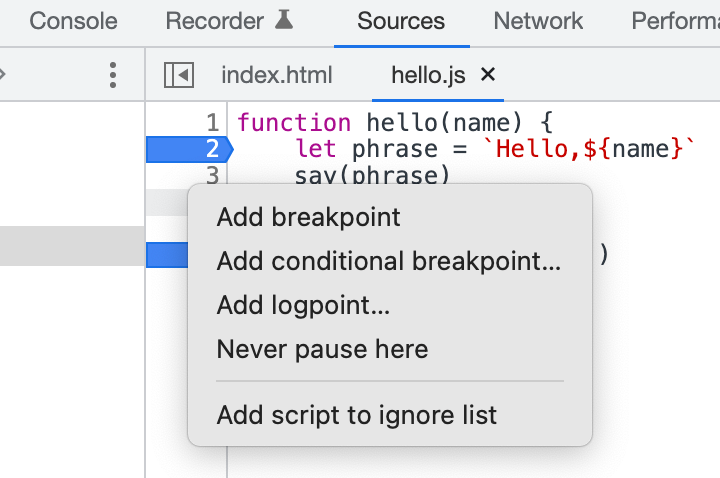 Console Recorder Sources Network Performa
index.html hello.js ×
1 function hello(name) {
2 let phrase = `Hello,${name}`
3 say(phrase)
)
Add breakpoint
Add conditional breakpoint...
Add logpoint...
Never pause here
Add script to ignore list